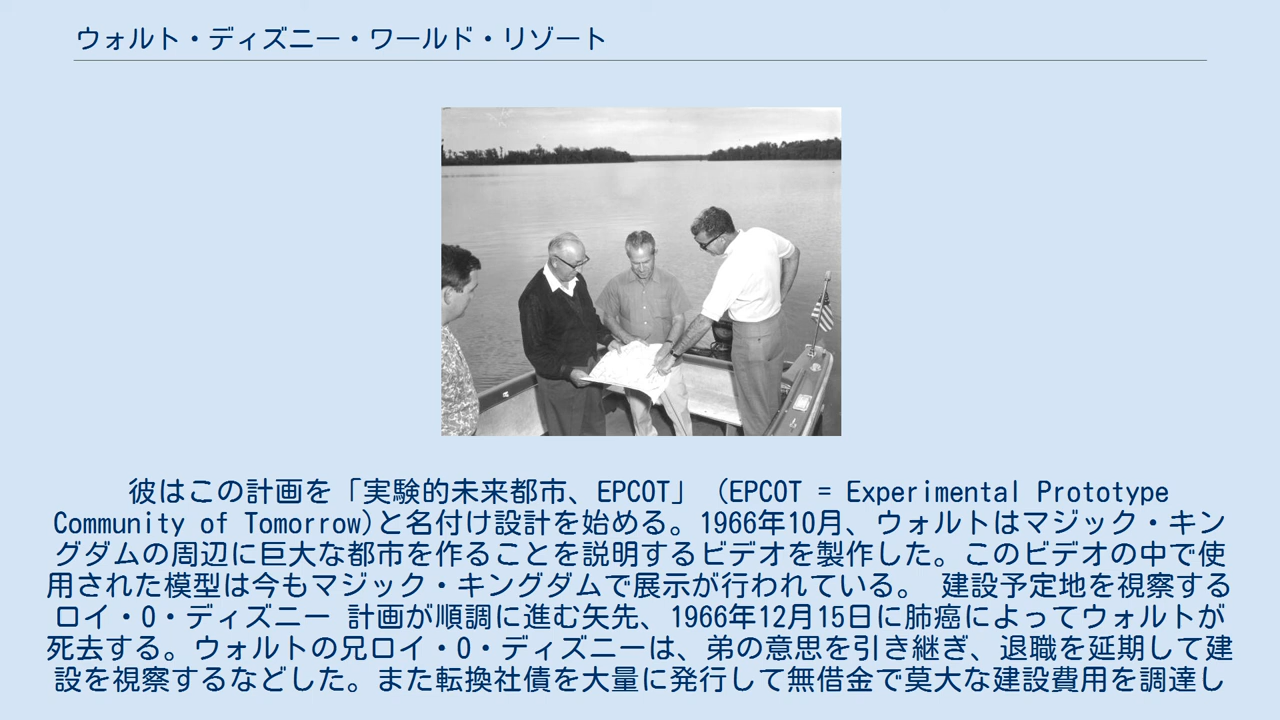 ウォルト・ディズニー・ワールド・リゾート
彼はこの計画を「実験的未来都市、EPCOT」（EPCOT = Experimental Prototype
Community of Tomorrow)と名付け設計を始める。1966年10月、ウォルトはマジック・キン
グダムの周辺に巨大な都市を作ることを説明するビデオを製作した。このビデオの中で使
用された模型は今もマジック・キングダムで展示が行われている。 建設予定地を視察する
ロイ・O・ディズニー 計画が順調に進む矢先、1966年12月15日に肺癌によってウォルトが
死去する。ウォルトの兄ロイ・O・ディズニーは、弟の意思を引き継ぎ、退職を延期して建
設を視察するなどした。また転換社債を大量に発行して無借金で莫大な建設費用を調達し